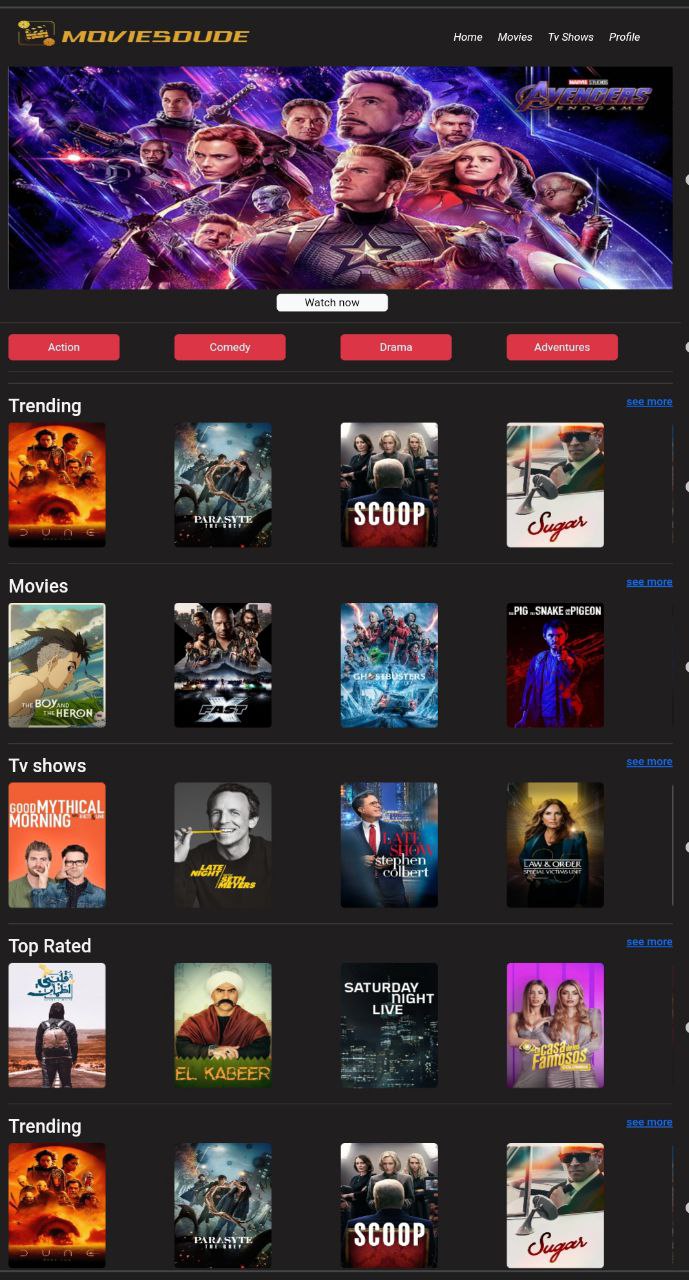 MOVIESDUDE
Home Movies Tv Shows Profile
MARVEL STUDIOS
AVENGERS
ENDGAME
Watch now
Action Comedy Drama Adventures
Trending see more
DUNE
PARASYTE
THE GREY
SCOOP
Sugar
Movies see more
THE BOY AND
THE HERON
FAST X
GHOSTBUSTERS
THE PIG THE SNAKE AND THE PIGEON
Tv shows see more
GOOD MYTHICAL
MORNING
LATE
NIGHT
SETH
MEYERS
LATE
SHOW
stephen
colbert
LAW & ORDER
SPECIAL VICTIMS UNIT
Top Rated see more
EL KABEER
SATURDAY
NIGHT
LIVE
La casa de los
Famosos
COLOMBIA
Trending see more
DUNE
PARASYTE
THE GREY
SCOOP
Sugar